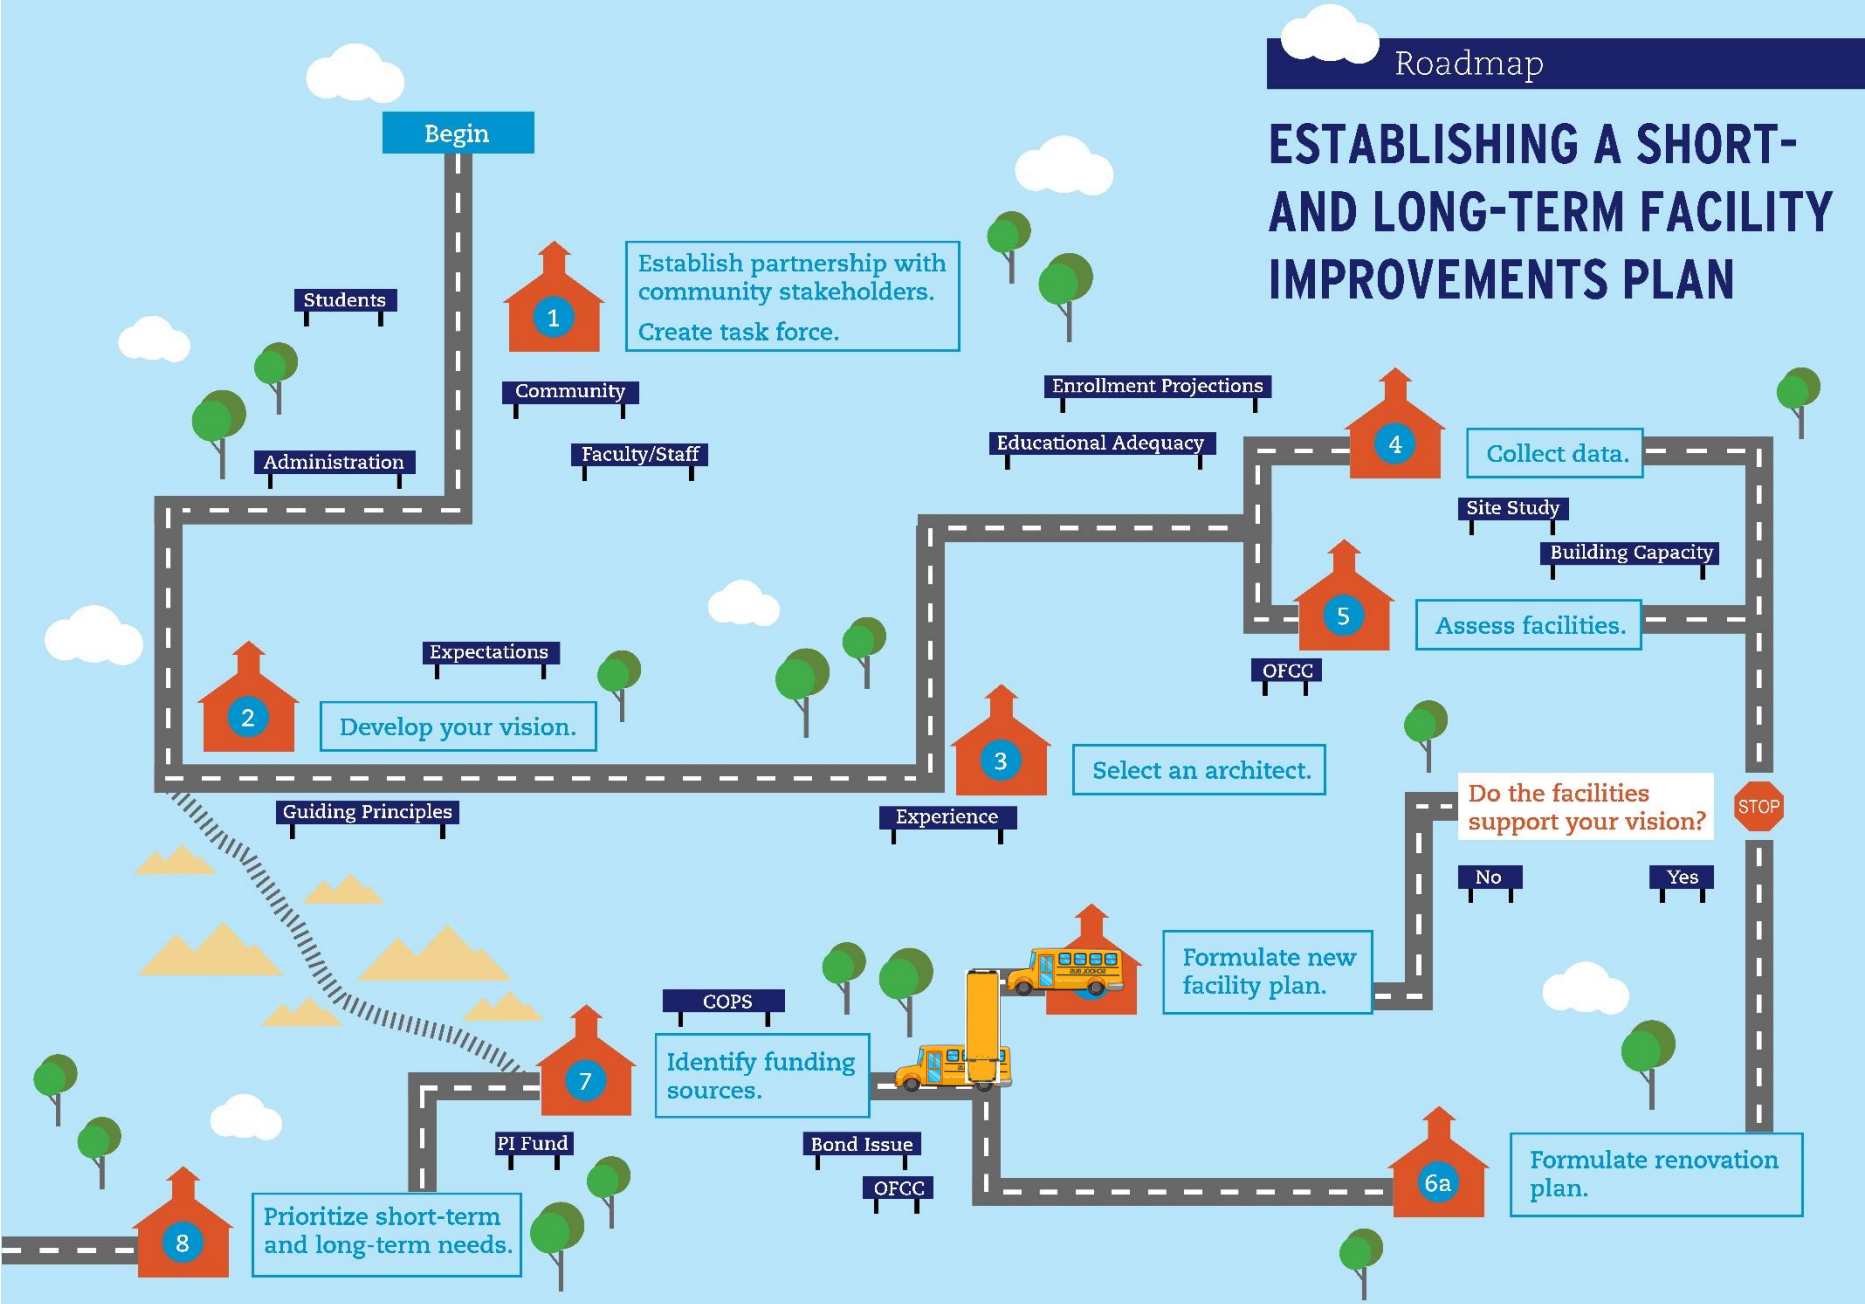 Roadmap
ESTABLISHING A SHORT-
AND LONG-TERM FACILITY
IMPROVEMENTS PLAN
Begin
1
Establish partnership with
community stakeholders.
Create task force.
Students
Community
Faculty/Staff
Administration
2
Develop your vision.
Expectations
Guiding Principles
3
Select an architect.
Experience
Enrollment Projections
Educational Adequacy
4
Collect data.
Site Study
Building Capacity
5
Assess facilities.
OFCC
STOP
Do the facilities
support your vision?
No
Yes
Formulate new
facility plan.
6a
Formulate renovation
plan.
7
Identify funding
sources.
COPS
PI Fund
Bond Issue
OFCC
8
Prioritize short-term
and long-term needs.